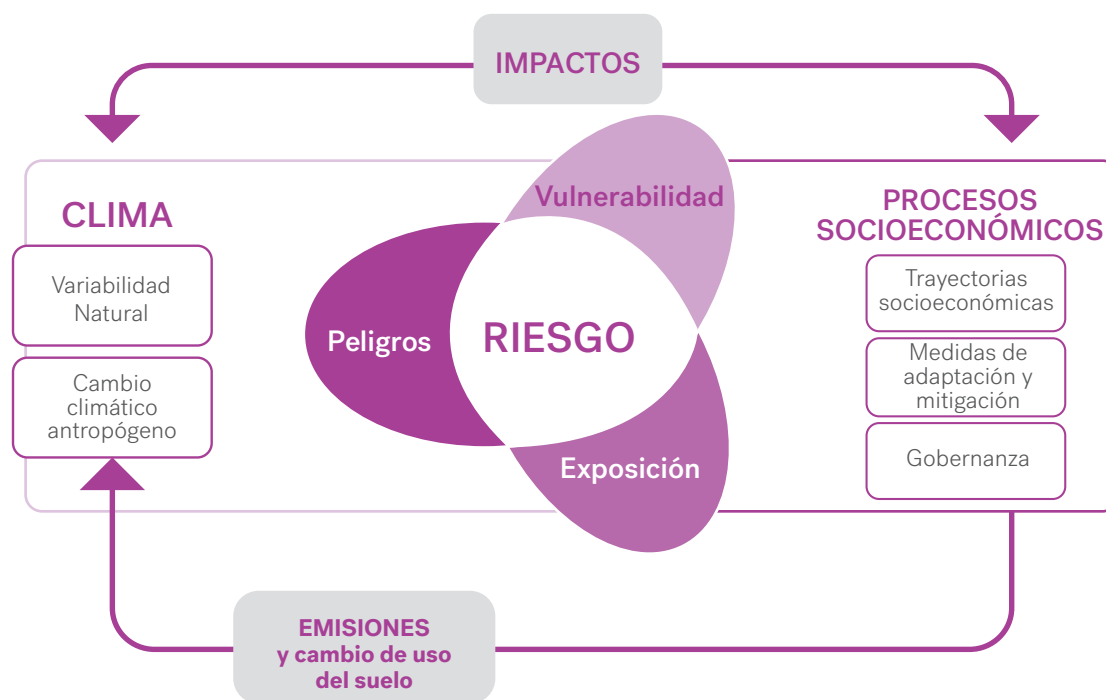 IMPACTOS
CLIMA
Variabilidad
Natural
Cambio
climático
antropógeno
Vulnerabilidad
Peligros
RIESGO
Exposición
PROCESOS
SOCIOECONÓMICOS
Trayectorias
socioeconómicas
Medidas de
adaptación y
mitigación
Gobernanza
EMISIONES
y cambio de uso
del suelo